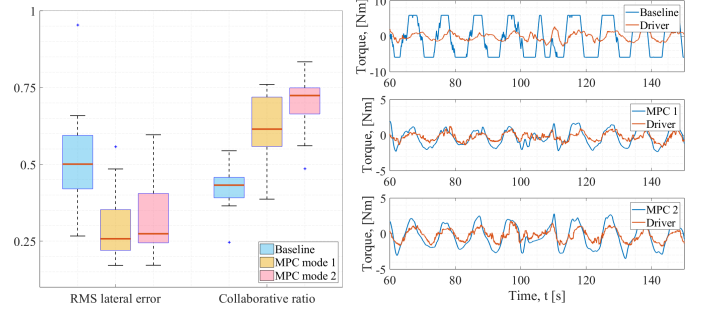 1
0.75
0.5
0.25
RMS lateral error
Collaborative ratio
Baseline
MPC mode 1
MPC mode 2
10
0
-10
Torque, [Nm]
Baseline
Driver
60
80
100
120
140
5
0
-5
Torque, [Nm]
MPC 1
Driver
60
80
100
120
140
5
0
-5
Torque, [Nm]
MPC 2
Driver
60
80
100
120
140
Time, t [s]